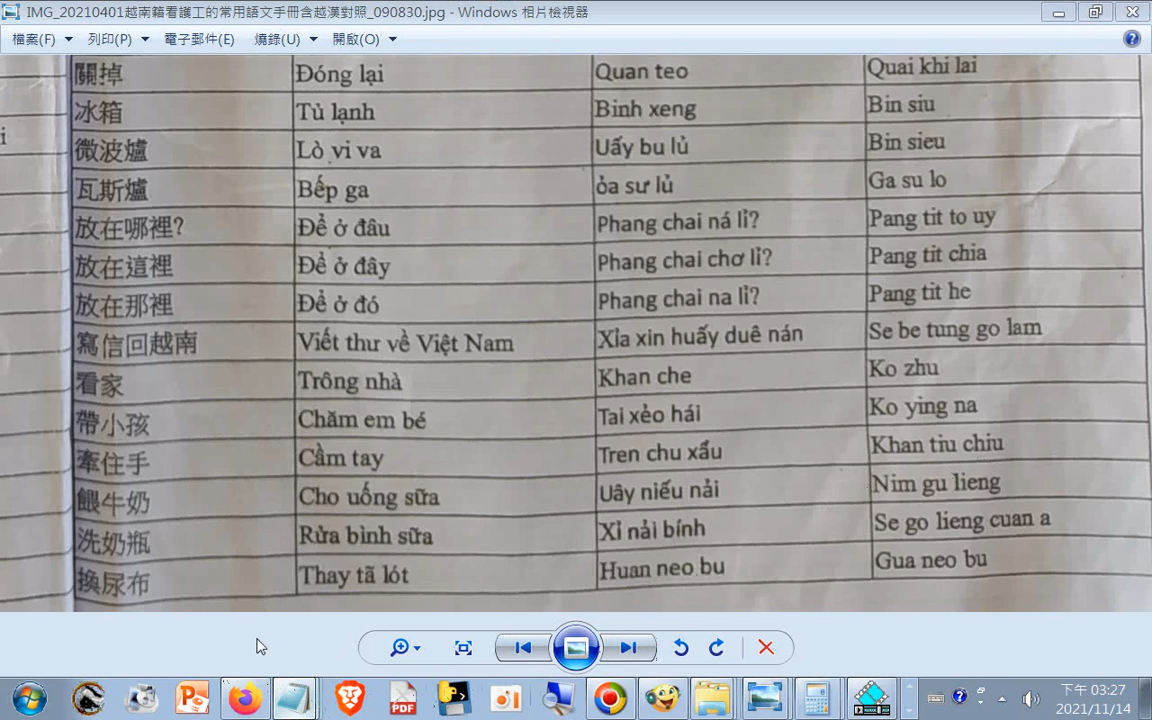 IMG_20210401越南籍看護工的常用語文手冊含越漢對照_090830.jpg - Windows 相片檢視器
檔案(F) 列印(P) 電子郵件(E) 燒錄(U) 開啟(O)
i
關掉 Đóng lại Quan teo Quai khi lai
冰箱 Tủ lạnh Binh xeng Bin siu
微波爐 Lò vi va Uấy bu lủ Bin sieu
瓦斯爐 Bếp ga ỏa sư lủ Ga su lo
放在哪裡? Để ở đâu Phang chai ná lỉ? Pang tit to uy
放在這裡 Để ở đây Phang chai chơ lỉ? Pang tit chia
放在那裡 Để ở đó Phang chai na lỉ? Pang tit he
寫信回越南 Viết thư về Việt Nam Xỉa xin huấy duê nán Se be tung go lam
看家 Trông nhà Khan che Ko zhu
帶小孩 Chăm em bé Tai xẻo hái Ko ying na
牽住手 Cầm tay Tren chu xẩu Khan tiu chiu
餵牛奶 Cho uống sữa Uây niếu nải Nim gu lieng
洗奶瓶 Rửa bình sữa Xỉ nải bính Se go lieng cuan a
換尿布 Thay tã lót Huan neo bu Gua neo bu
PDF
下午 03:27
2021/11/14